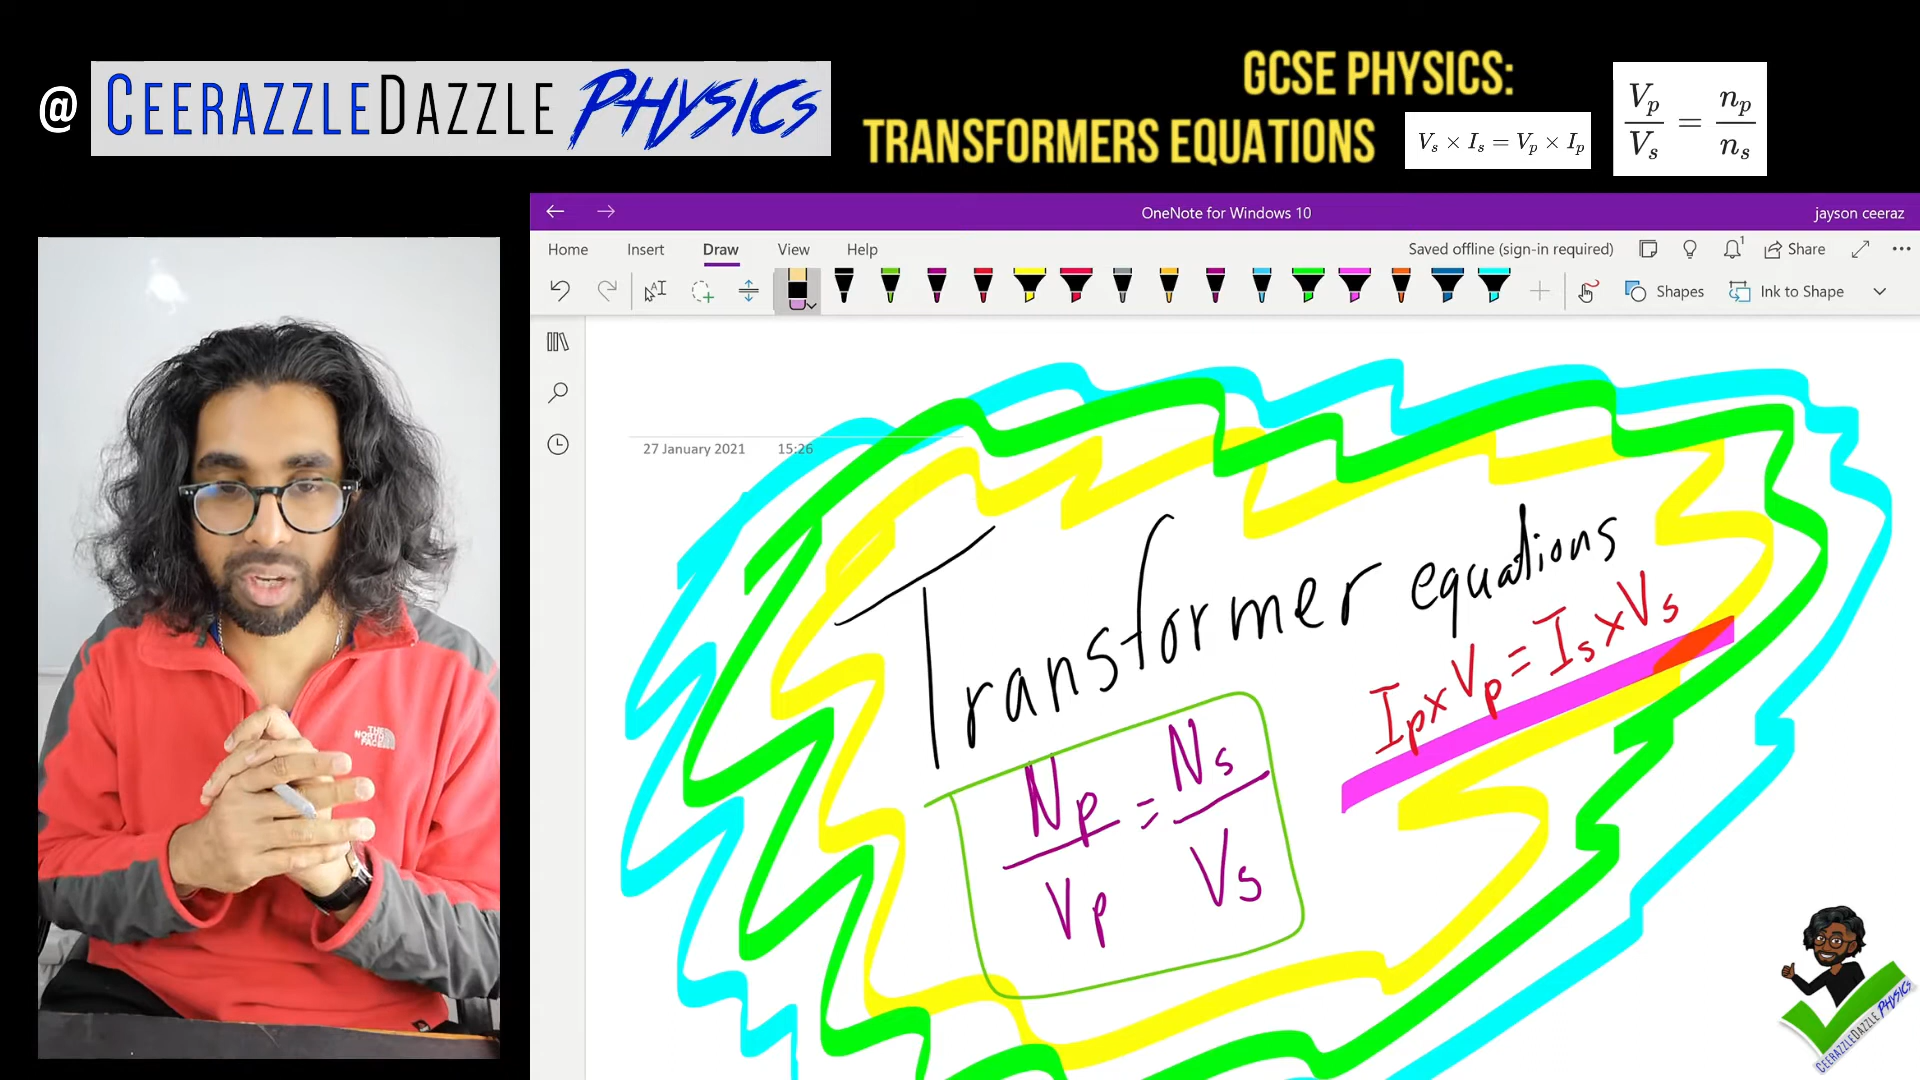 @ CEERAZZLEDAZZLE PHYSICS
GCSE PHYSICS:
TRANSFORMERS EQUATIONS
Vs × Is = Vp × Ip
Vp/Vs = np/ns
OneNote for Windows 10
jayson ceeraz
Home Insert Draw View Help
Saved offline (sign-in required)
1
Share
Shapes
Ink to Shape
27 January 2021 15:26
Transformer equations
Ip x Vp = Is x Vs
Np/Vp = Ns/Vs
THE NORTH FACE
CEERAZZLEDAZZLE PHYSICS